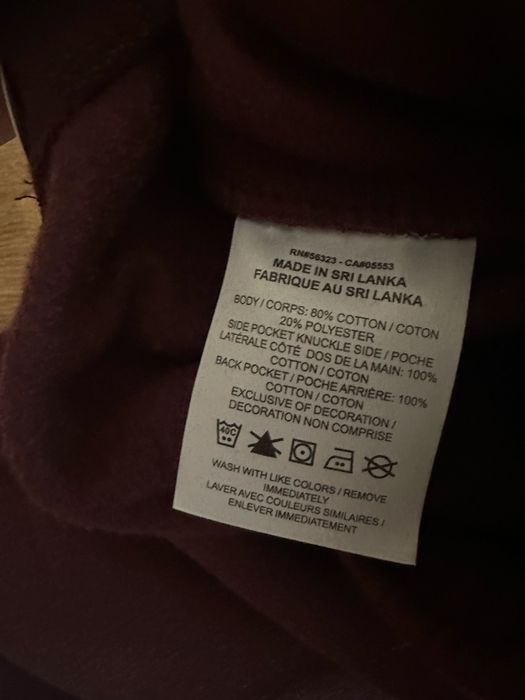 RN#56323 - CA#05553
MADE IN SRI LANKA
FABRIQUE AU SRI LANKA
BODY / CORPS: 80% COTTON / COTON
20% POLYESTER
SIDE POCKET KNUCKLE SIDE / POCHE
LATÉRALE CÔTÉ DOS DE LA MAIN: 100%
COTTON / COTON
BACK POCKET / POCHE ARRIÈRE: 100%
COTTON / COTON
EXCLUSIVE OF DECORATION /
DECORATION NON COMPRISE
40C
WASH WITH LIKE COLORS / REMOVE
IMMEDIATELY
LAVER AVEC COULEURS SIMILAIRES /
ENLEVER IMMEDIATEMENT